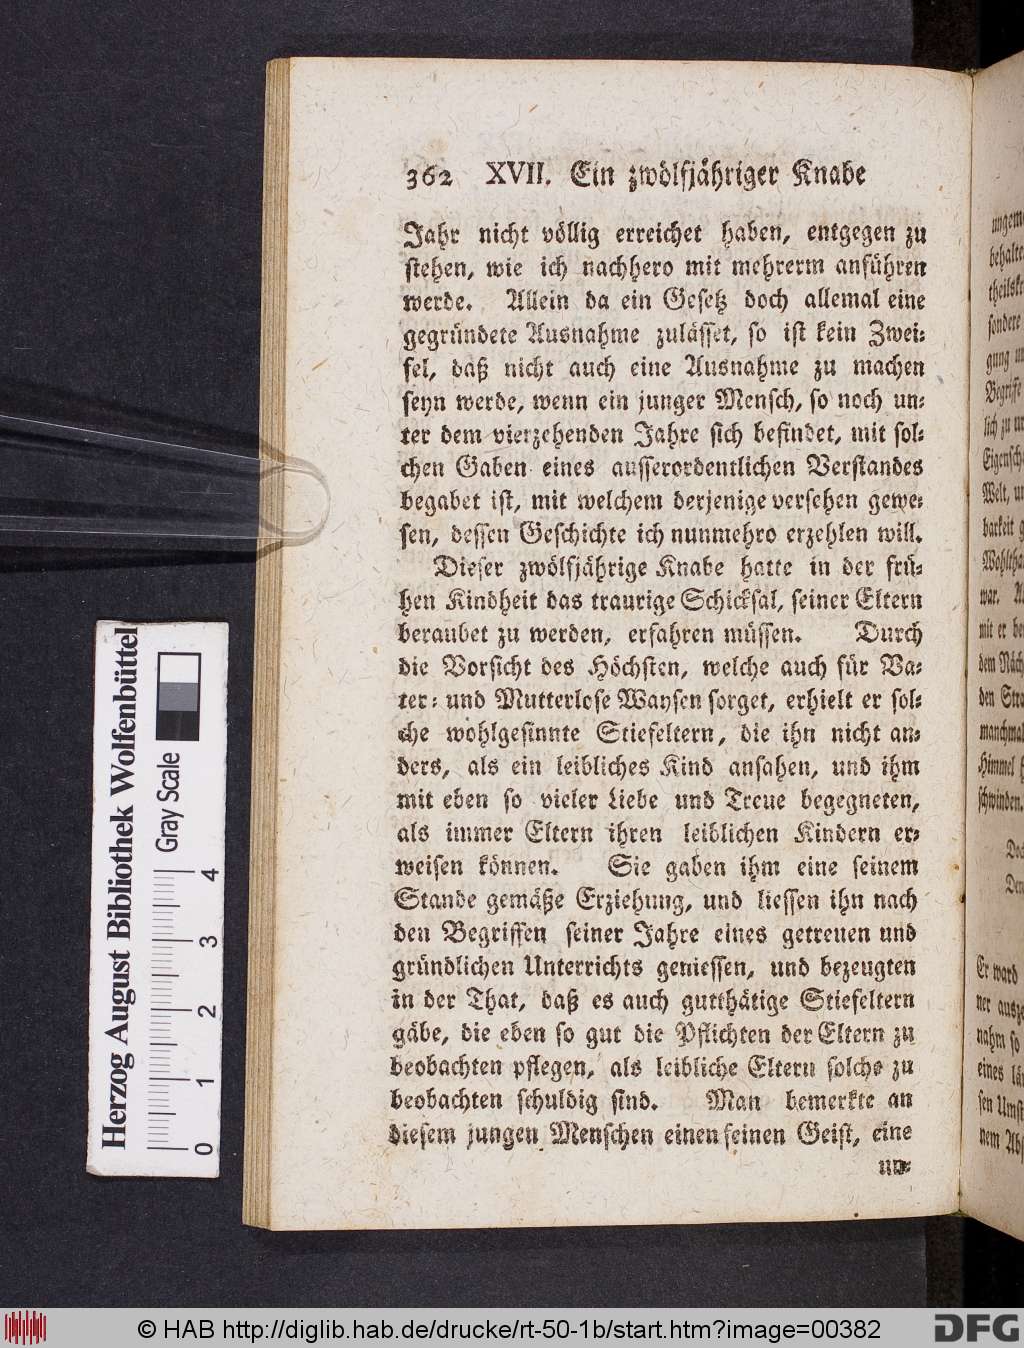 362 XVII. Ein zwölfjähriger Knabe
Jahr nicht völlig erreichet haben, entgegen zu
stehen, wie ich nachhero mit mehrerm anführen
werde. Allein da ein Gesetz doch allemal eine
gegründete Ausnahme zulässet, so ist kein Zwei-
fel, daß nicht auch eine Ausnahme zu machen
seyn werde, wenn ein junger Mensch, so noch un-
ter dem vierzehenden Jahre sich befindet, mit sol-
chen Gaben eines ausserordentlichen Verstandes
begabet ist, mit welchem derjenige versehen gewe-
sen, dessen Geschichte ich nunmehro erzehlen will.
Dieser zwölfjährige Knabe hatte in der frü-
hen Kindheit das traurige Schicksal, seiner Eltern
beraubet zu werden, erfahren müssen. Durch
die Vorsicht des Höchsten, welche auch für Va-
ter- und Mutterlose Waysen sorget, erhielt er sol-
che wohlgesinnte Stiefeltern, die ihn nicht an-
ders, als ein leibliches Kind ansahen, und ihm
mit eben so vieler Liebe und Treue begegneten,
als immer Eltern ihren leiblichen Kindern er-
weisen können. Sie gaben ihm eine seinem
Stande gemäße Erziehung, und liessen ihn nach
den Begriffen seiner Jahre eines getreuen und
gründlichen Unterrichts geniessen, und bezeugten
in der That, daß es auch gutthätige Stiefeltern
gäbe, die eben so gut die Pflichten der Eltern zu
beobachten pflegen, als leibliche Eltern solche zu
beobachten schuldig sind. Man bemerkte an
diesem jungen Menschen einen feinen Geist, eine
un-
Herzog August Bibliothek Wolfenbüttel
Gray Scale
0 1 2 3 4
© HAB http://diglib.hab.de/drucke/rt-50-1b/start.htm?image=00382
DFG